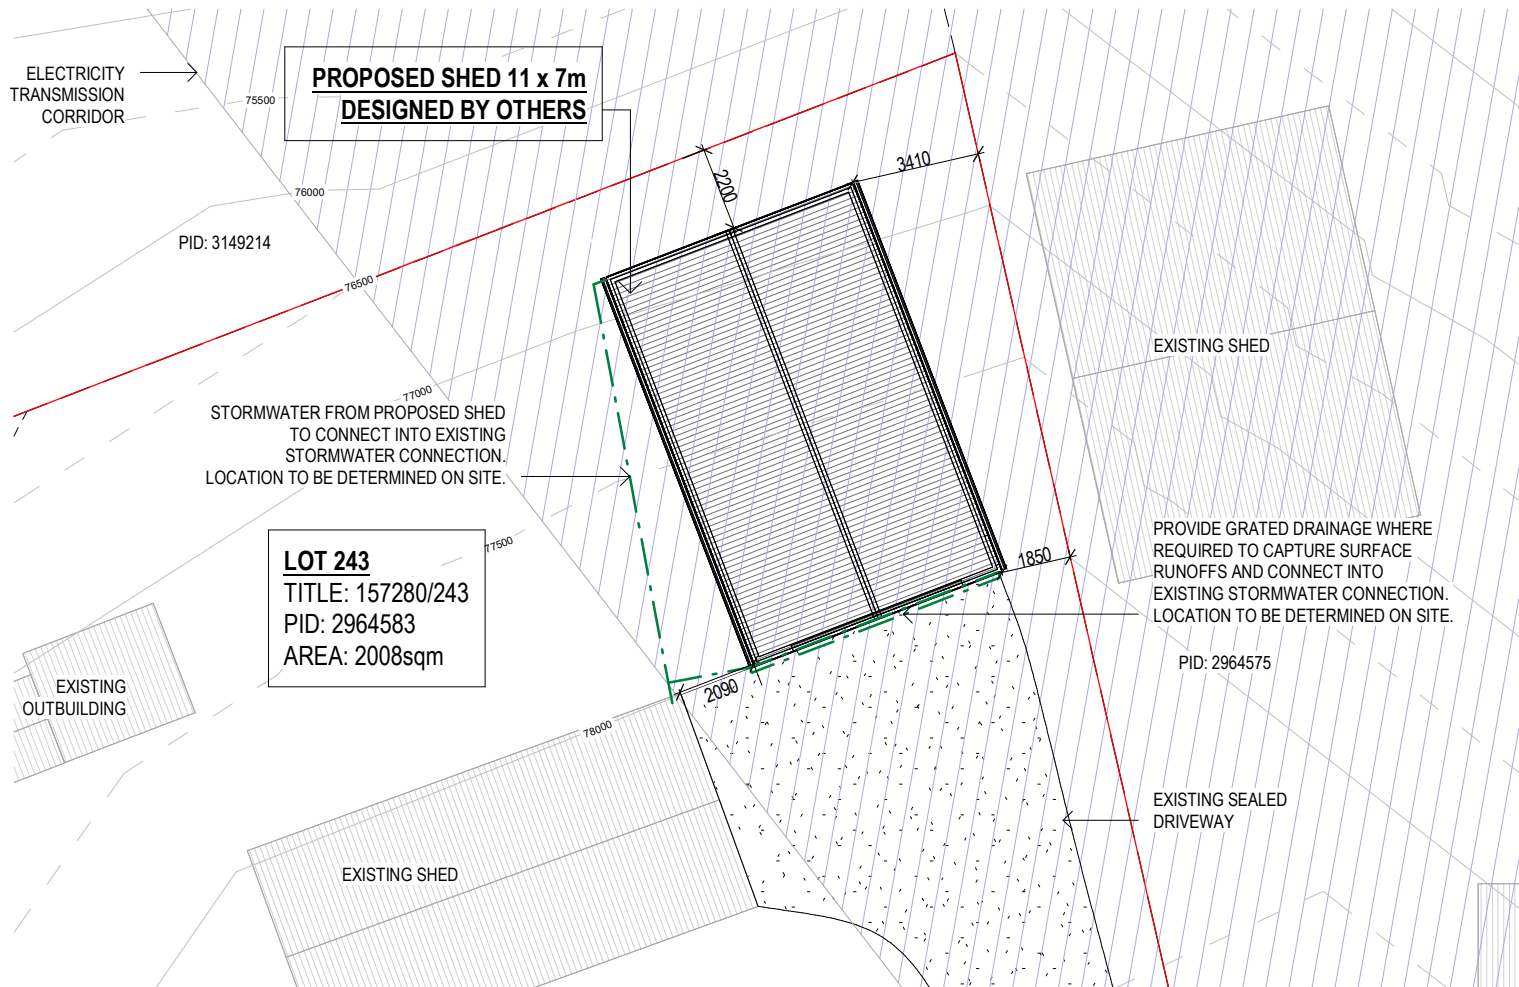 ELECTRICITY
TRANSMISSION
CORRIDOR
PROPOSED SHED 11 x 7m
DESIGNED BY OTHERS
75500
76000
PID: 3149214
76500
2200
3410
EXISTING SHED
77000
STORMWATER FROM PROPOSED SHED
TO CONNECT INTO EXISTING
STORMWATER CONNECTION.
LOCATION TO BE DETERMINED ON SITE.
77500
LOT 243
TITLE: 157280/243
PID: 2964583
AREA: 2008sqm
1850
PROVIDE GRATED DRAINAGE WHERE
REQUIRED TO CAPTURE SURFACE
RUNOFFS AND CONNECT INTO
EXISTING STORMWATER CONNECTION.
LOCATION TO BE DETERMINED ON SITE.
PID: 2964575
EXISTING
OUTBUILDING
2090
78000
EXISTING SEALED
DRIVEWAY
EXISTING SHED